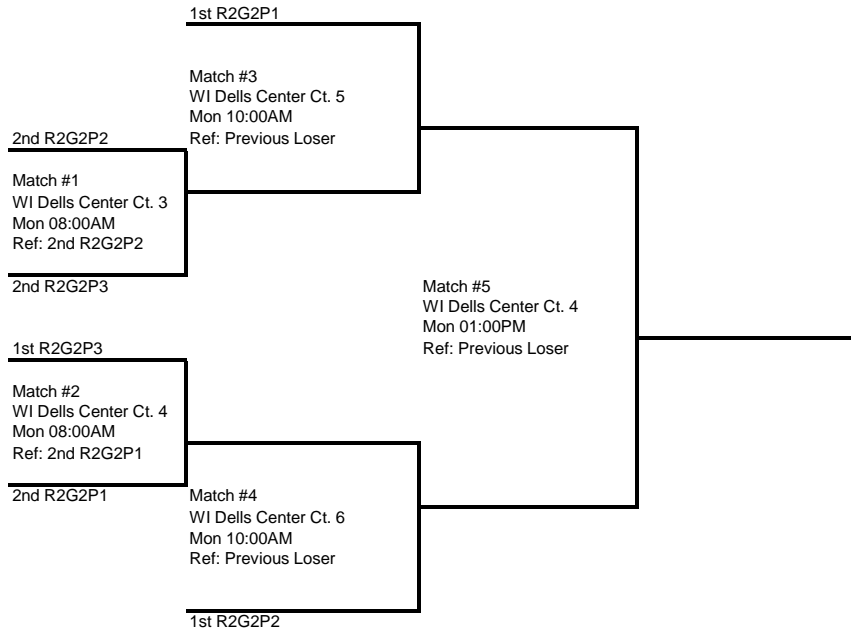 1st R2G2P1
Match #3
WI Dells Center Ct. 5
Mon 10:00AM
Ref: Previous Loser
2nd R2G2P2
Match #1
WI Dells Center Ct. 3
Mon 08:00AM
Ref: 2nd R2G2P2
2nd R2G2P3
Match #5
WI Dells Center Ct. 4
Mon 01:00PM
Ref: Previous Loser
1st R2G2P3
Match #2
WI Dells Center Ct. 4
Mon 08:00AM
Ref: 2nd R2G2P1
2nd R2G2P1
Match #4
WI Dells Center Ct. 6
Mon 10:00AM
Ref: Previous Loser
1st R2G2P2